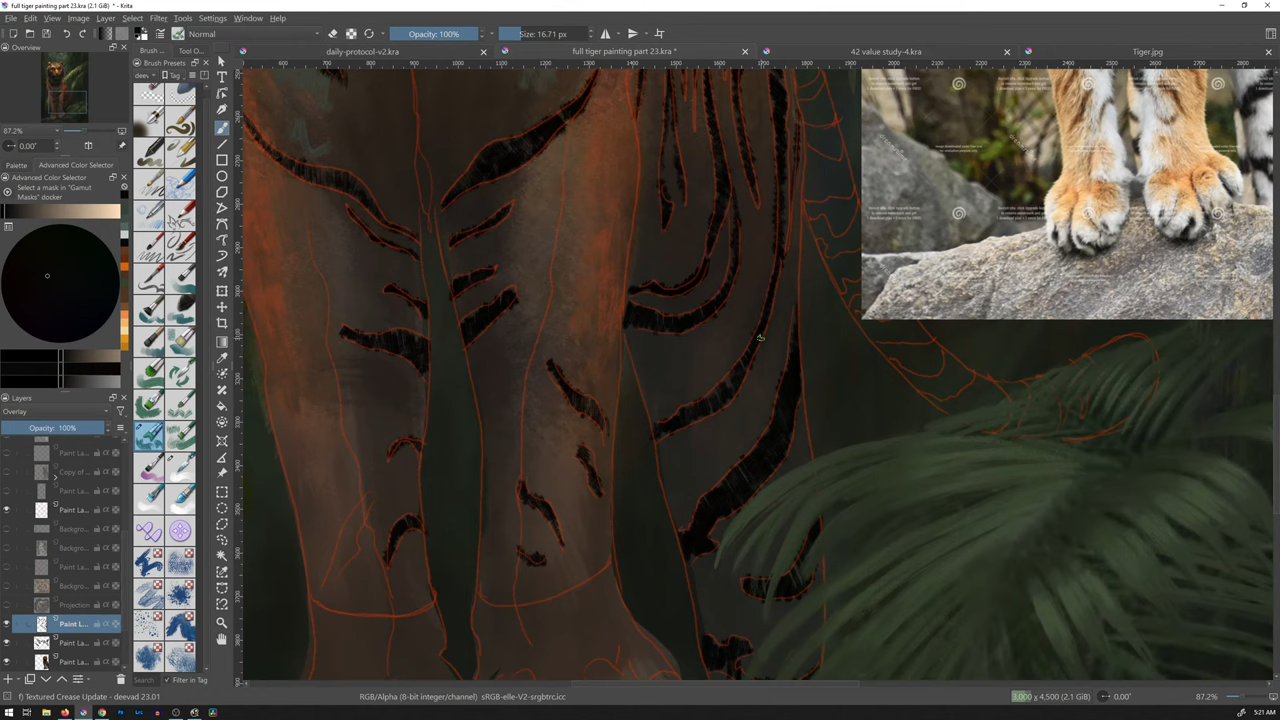 full tiger painting part 23.kra (2.1 GiB) * - Krita
File Edit View Image Layer Select Filter Tools Settings Window Help
Normal Opacity: 100% Size: 16.71 px
Overview
Brush ... Tool O...
daily-protocol-v2.kra full tiger painting part 23.kra * 42 value study-4.kra Tiger.jpg
Brush Presets
Tag
87.2%
0.00°
Palette Advanced Color Selector
Advanced Color Selector
Select a mask in "Gamut
Masks" docker
Layers
Overlay
Opacity: 100%
Paint La...
Copy of ...
Paint La...
Paint La...
Backgro...
Backgro...
Paint La...
Backgro...
Projection
Paint L...
Paint La...
Paint La...
Search Filter in Tag
f) Textured Crease Update - deevad 23.01
RGB/Alpha (8-bit integer/channel) sRGB-elle-V2-srgbtrc.icc
3,000 x 4,500 (2.1 GiB)
0.00°
87.2%
5:21 AM